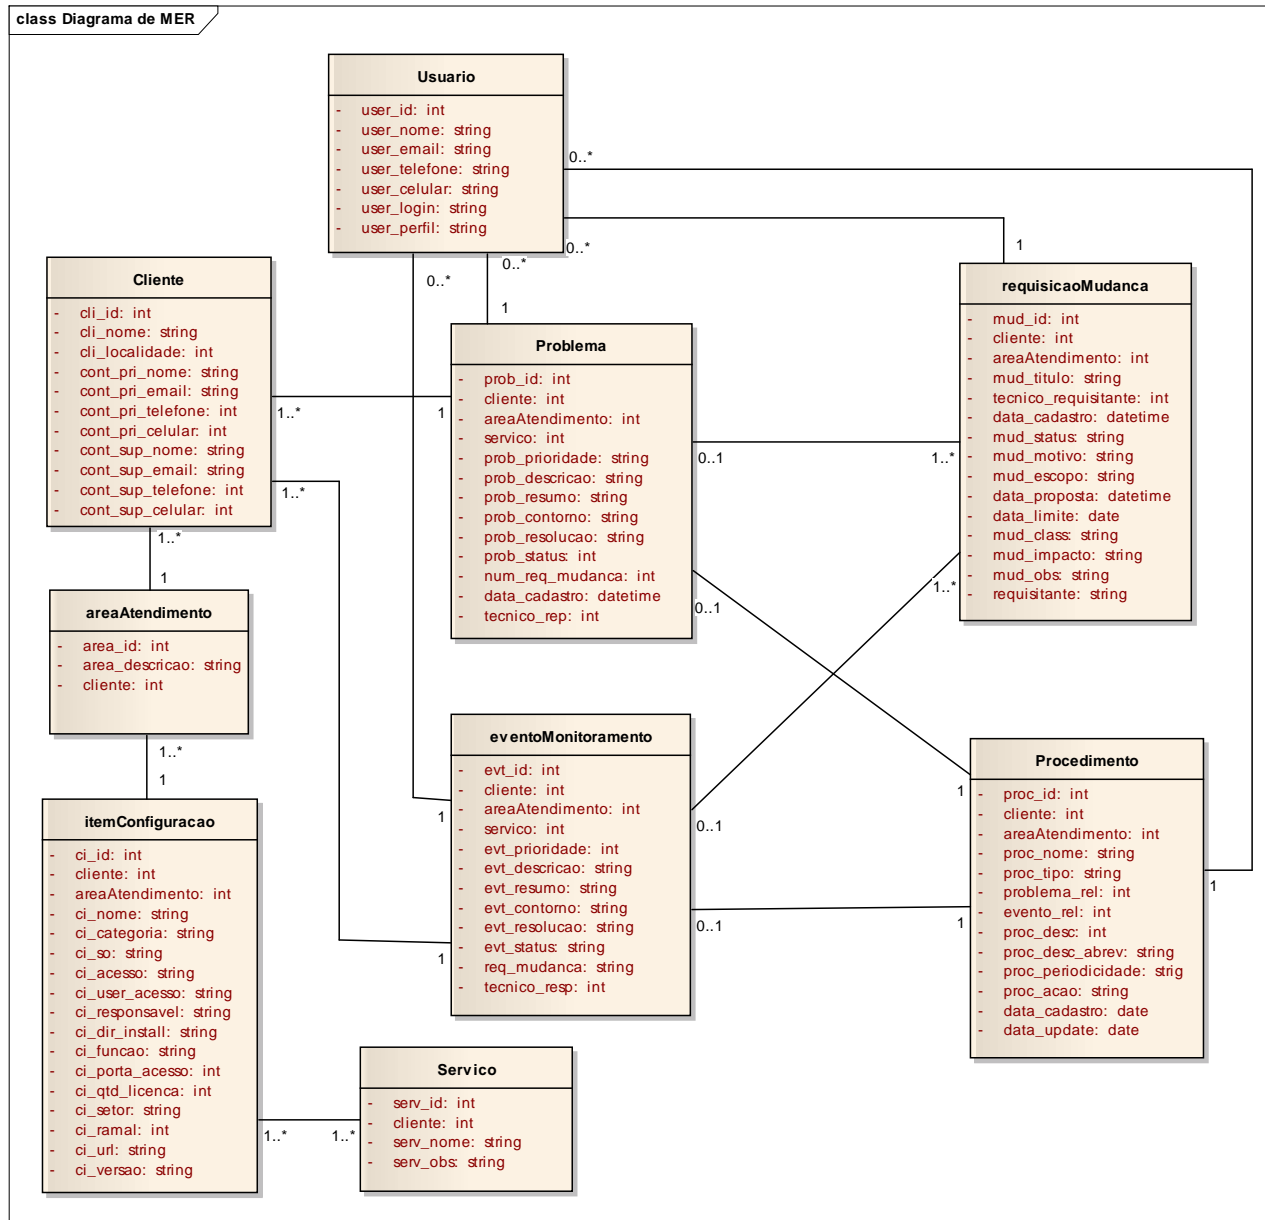 class Diagrama de MER
Usuario
- user_id: int
- user_nome: string
- user_email: string
- user_telefone: string
- user_celular: string
- user_login: string
- user_perfil: string
0..*
0..*
0..*
0..*
1
1
Cliente
- cli_id: int
- cli_nome: string
- cli_localidade: int
- cont_pri_nome: string
- cont_pri_email: string
- cont_pri_telefone: int
- cont_pri_celular: int
- cont_sup_nome: string
- cont_sup_email: string
- cont_sup_telefone: int
- cont_sup_celular: int
1..*
1
1..*
1..*
1
Problema
- prob_id: int
- cliente: int
- areaAtendimento: int
- servico: int
- prob_prioridade: string
- prob_descricao: string
- prob_resumo: string
- prob_contorno: string
- prob_resolucao: string
- prob_status: int
- num_req_mudanca: int
- data_cadastro: datetime
- tecnico_rep: int
0..1
1..*
0..1
requisicaoMudanca
- mud_id: int
- cliente: int
- areaAtendimento: int
- mud_titulo: string
- tecnico_requisitante: int
- data_cadastro: datetime
- mud_status: string
- mud_motivo: string
- mud_escopo: string
- data_proposta: datetime
- data_limite: date
- mud_class: string
- mud_impacto: string
- mud_obs: string
- requisitante: string
1..*
areaAtendimento
- area_id: int
- area_descricao: string
- cliente: int
1..*
1
eventoMonitoramento
- evt_id: int
- cliente: int
- areaAtendimento: int
- servico: int
- evt_prioridade: int
- evt_descricao: string
- evt_resumo: string
- evt_contorno: string
- evt_resolucao: string
- evt_status: string
- req_mudanca: string
- tecnico_resp: int
1
1
0..1
0..1
Procedimento
- proc_id: int
- cliente: int
- areaAtendimento: int
- proc_nome: string
- proc_tipo: string
- problema_rel: int
- evento_rel: int
- proc_desc: int
- proc_desc_abrev: string
- proc_periodicidade: strig
- proc_acao: string
- data_cadastro: date
- data_update: date
1
1
1
itemConfiguracao
- ci_id: int
- cliente: int
- areaAtendimento: int
- ci_nome: string
- ci_categoria: string
- ci_so: string
- ci_acesso: string
- ci_user_acesso: string
- ci_responsavel: string
- ci_dir_install: string
- ci_funcao: string
- ci_porta_acesso: int
- ci_qtd_licenca: int
- ci_setor: string
- ci_ramal: int
- ci_url: string
- ci_versao: string
1..*
1..*
Servico
- serv_id: int
- cliente: int
- serv_nome: string
- serv_obs: string